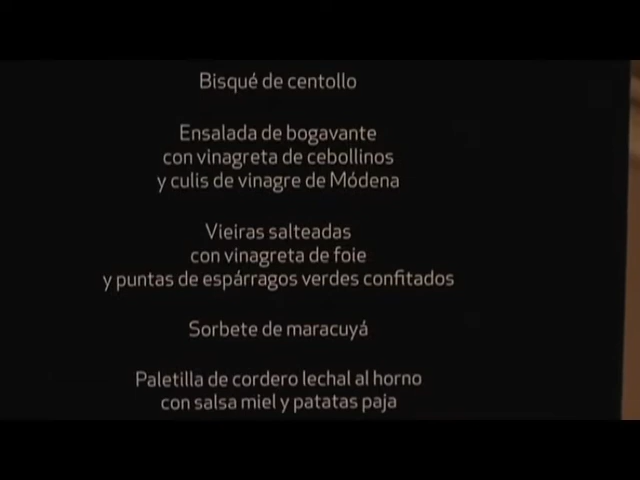 Bisqué de centollo
Ensalada de bogavante
con vinagreta de cebollinos
y culis de vinagre de Módena
Vieiras salteadas
con vinagreta de foie
y puntas de espárragos verdes confitados
Sorbete de maracuyá
Paletilla de cordero lechal al horno
con salsa miel y patatas paja